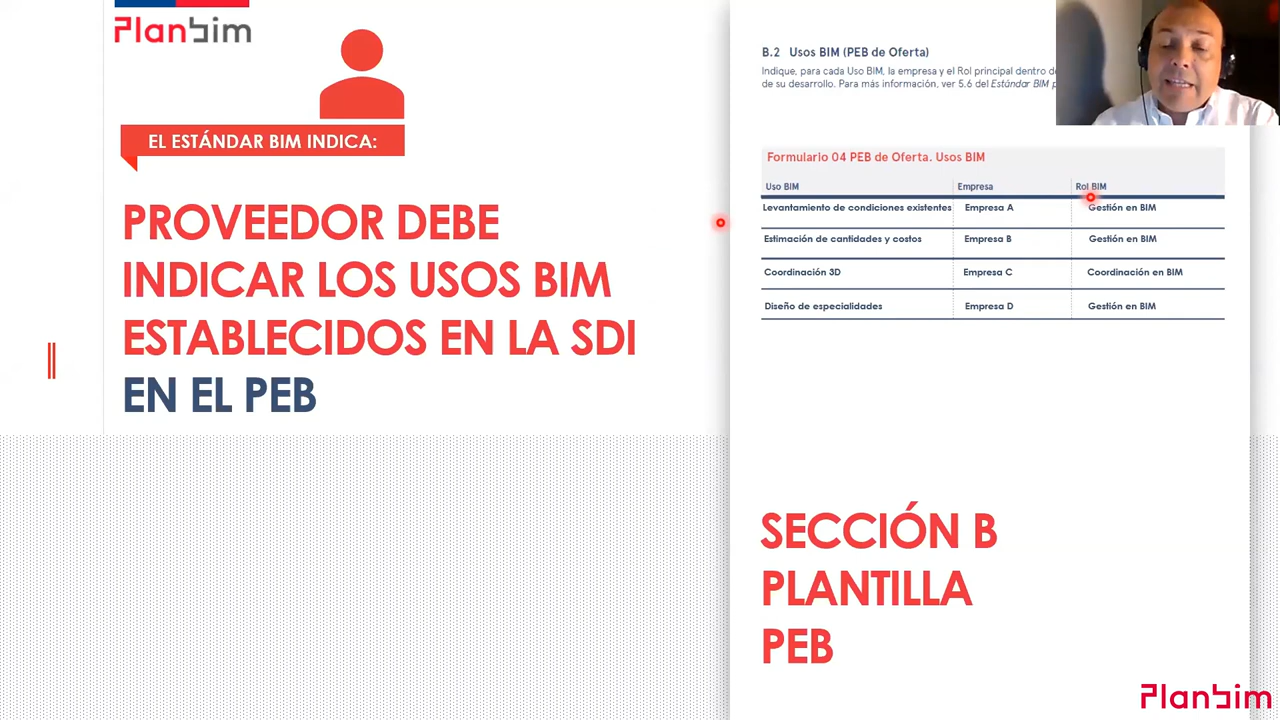 Planbim
EL ESTÁNDAR BIM INDICA:
PROVEEDOR DEBE
INDICAR LOS USOS BIM
ESTABLECIDOS EN LA SDI
EN EL PEB
B.2 Usos BIM (PEB de Oferta)
Indique, para cada Uso BIM, la empresa y el Rol principal dentro
de su desarrollo. Para más información, ver 5.6 del Estándar BIM
Formulario 04 PEB de Oferta. Usos BIM
Uso BIM Empresa Rol BIM
Levantamiento de condiciones existentes Empresa A Gestión en BIM
Estimación de cantidades y costos Empresa B Gestión en BIM
Coordinación 3D Empresa C Coordinación en BIM
Diseño de especialidades Empresa D Gestión en BIM
SECCIÓN B
PLANTILLA
PEB
Planbim